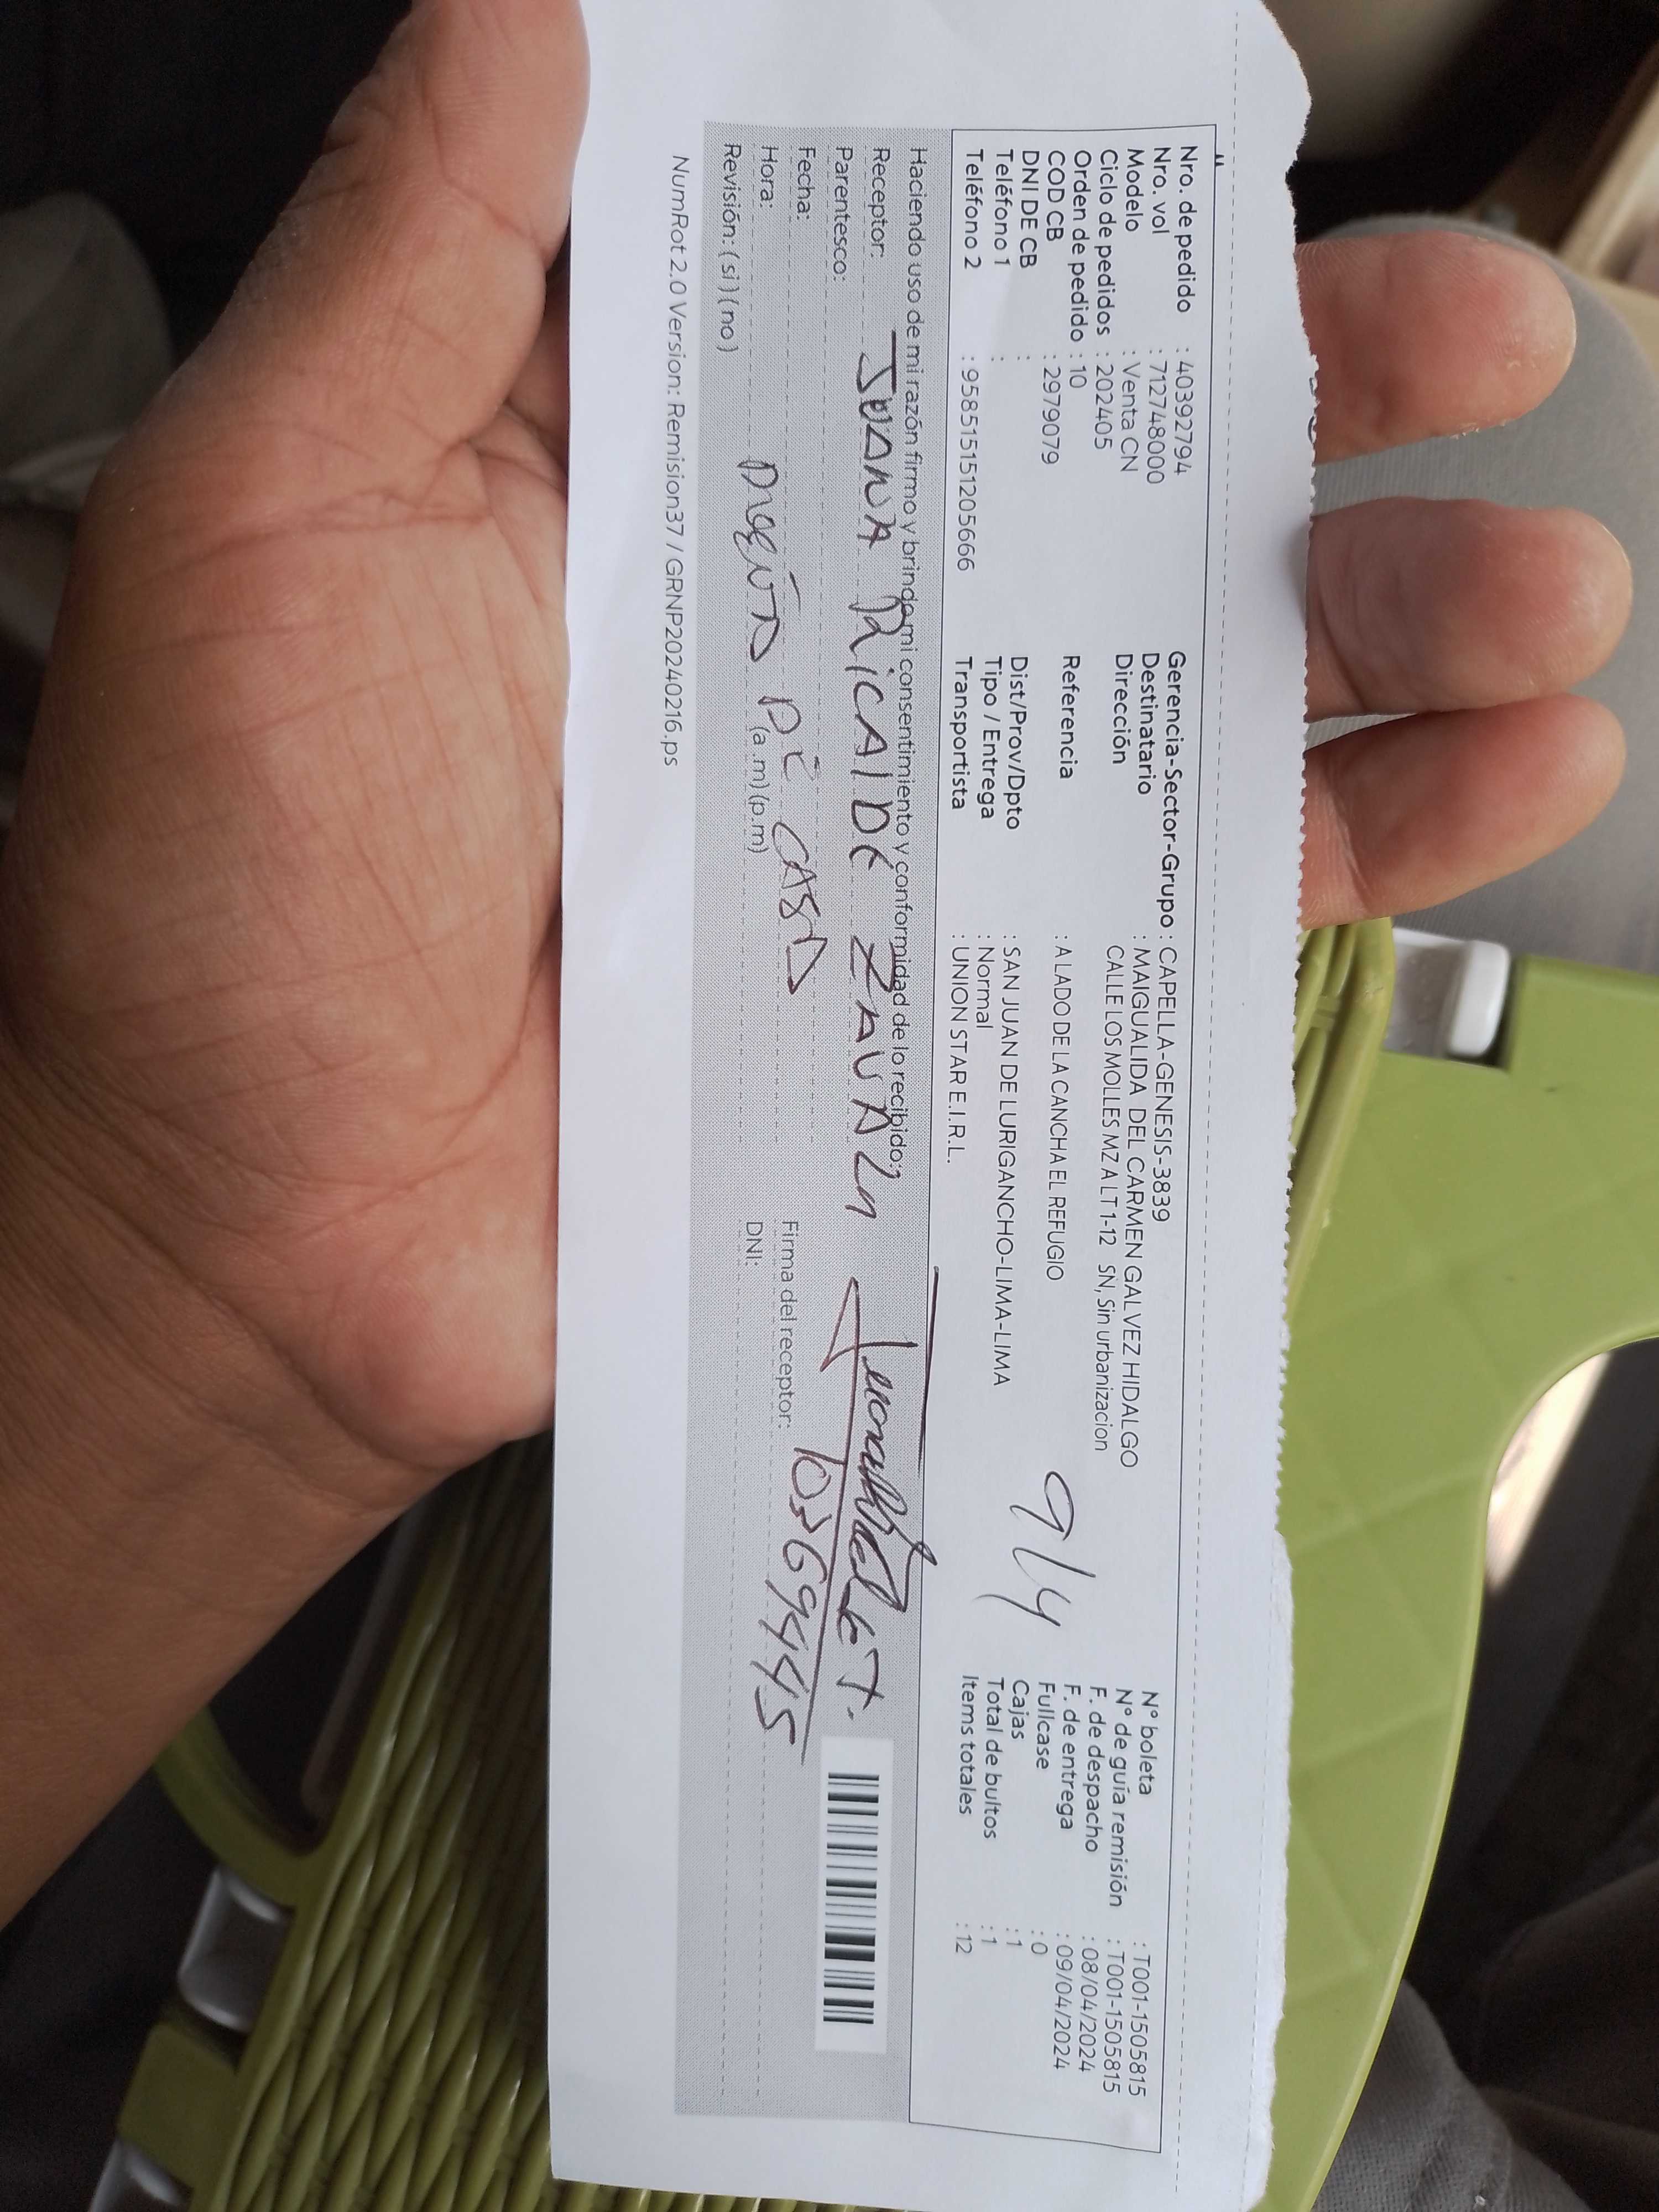 Nro. de pedido : 40392794
Nro. vol : 712748000
Modelo : Venta CN
Ciclo de pedidos : 202405
Orden de pedido : 10
COD CB : 2979079
DNI DE CB :
Teléfono 1 :
Teléfono 2 : 958515151205666
Gerencia-Sector-Grupo : CAPELLA-GENESIS-3839
Destinatario : MAIGUALIDA DEL CARMEN GALVEZ HIDALGO
Dirección CALLE LOS MOLLES MZ A LT 1-12 SN, Sin urbanizacion
Referencia : A LADO DE LA CANCHA EL REFUGIO
Dist/Prov/Dpto : SAN JUAN DE LURIGANCHO-LIMA-LIMA
Tipo / Entrega : Normal
Transportista : UNION STAR E.I.R.L.
914
N° boleta : T001-1505815
N° de guía remisión : T001-1505815
F. de despacho : 08/04/2024
F. de entrega : 09/04/2024
Fullcase : 0
Cajas : 1
Total de bultos : 1
Items totales : 12
Haciendo uso de mi razón firmo y brindo mi consentimiento y conformidad de lo recibido:
Receptor: RicAlDE
Parentesco:
Fecha: DE CASA
Hora: (a.m) (p.m)
Revisión: ( si ) ( no )
Firma del receptor:
DNI:
NumRot 2.0 Version: Remision37 / GRNP20240216.ps